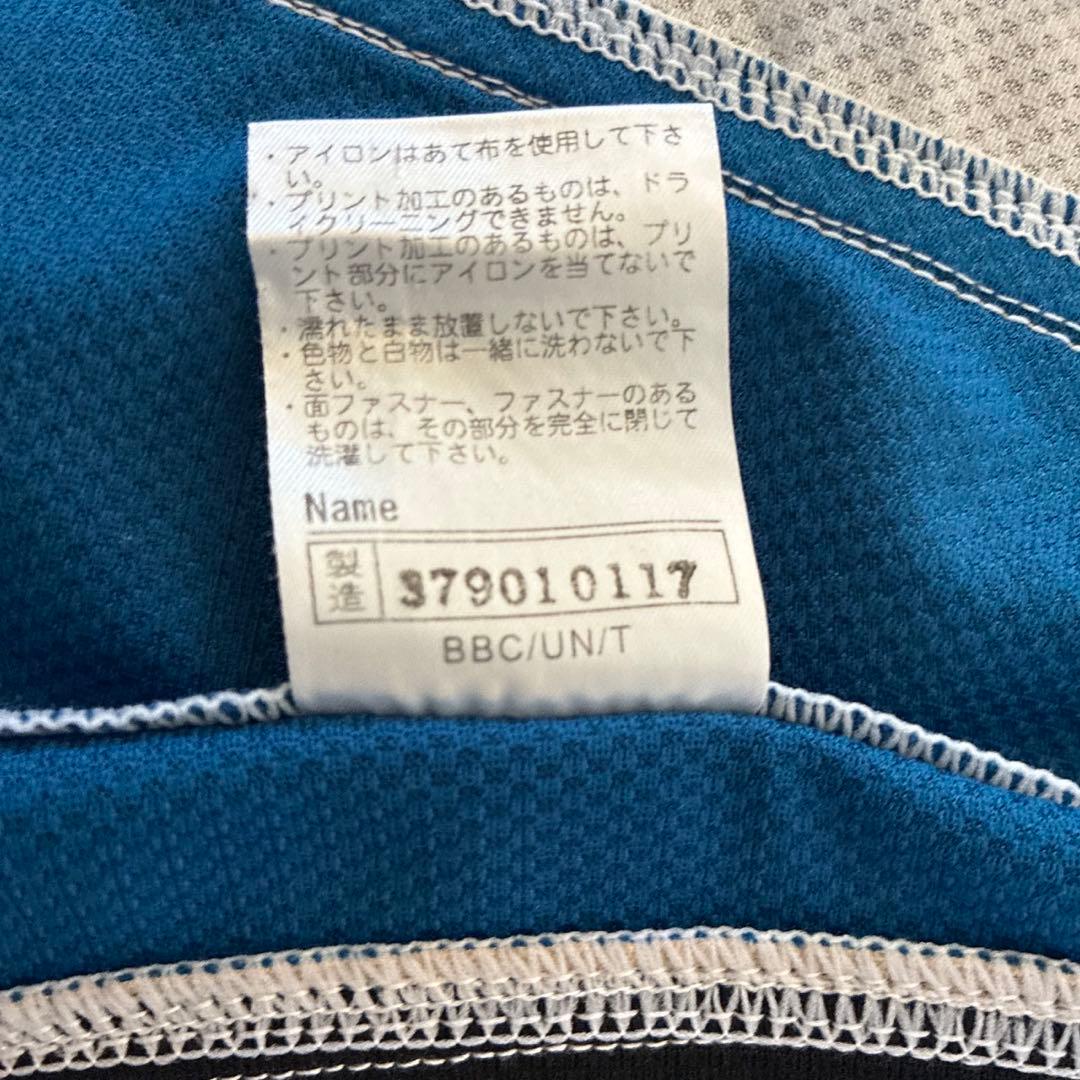 ・アイロンはあて布を使用して下さ
い。
・プリント加工のあるものは、ドラ
イクリーニングできません。
・プリント加工のあるものは、プリ
ント部分にアイロンを当てないで
下さい。
・濡れたまま放置しないで下さい。
・色物と白物は一緒に洗わないで下
さい。
・面ファスナー、ファスナーのある
ものは、その部分を完全に閉じて
洗濯して下さい。
Name
製造 379010117
BBC/UN/T